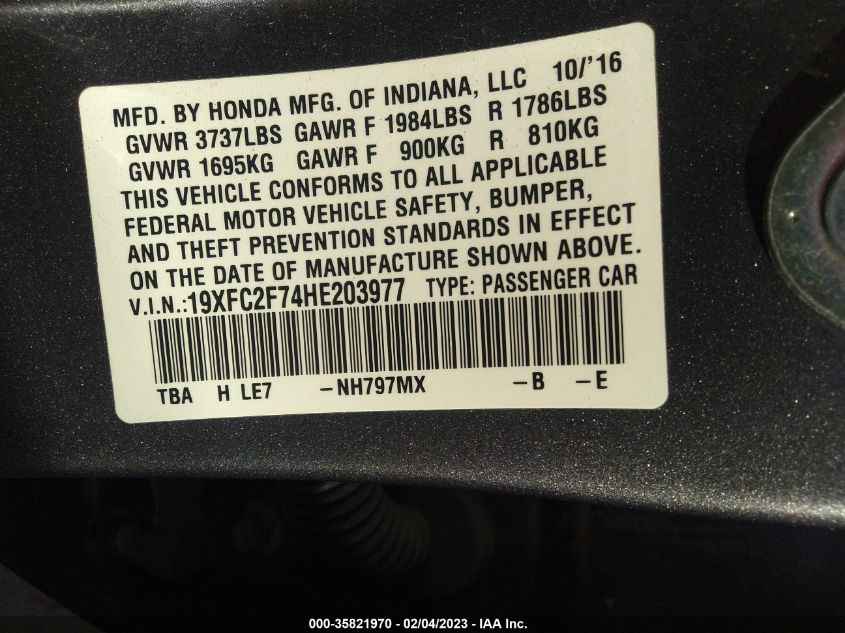 MFD. BY HONDA MFG. OF INDIANA, LLC 10/'16
GVWR 3737LBS GAWR F 1984LBS R 1786LBS
GVWR 1695KG GAWR F 900KG R 810KG
THIS VEHICLE CONFORMS TO ALL APPLICABLE
FEDERAL MOTOR VEHICLE SAFETY, BUMPER,
AND THEFT PREVENTION STANDARDS IN EFFECT
ON THE DATE OF MANUFACTURE SHOWN ABOVE.
V.I.N.:19XFC2F74HE203977 TYPE: PASSENGER CAR
TBA H LE7 -NH797MX -B -E
000-35821970 - 02/04/2023 - IAA Inc.